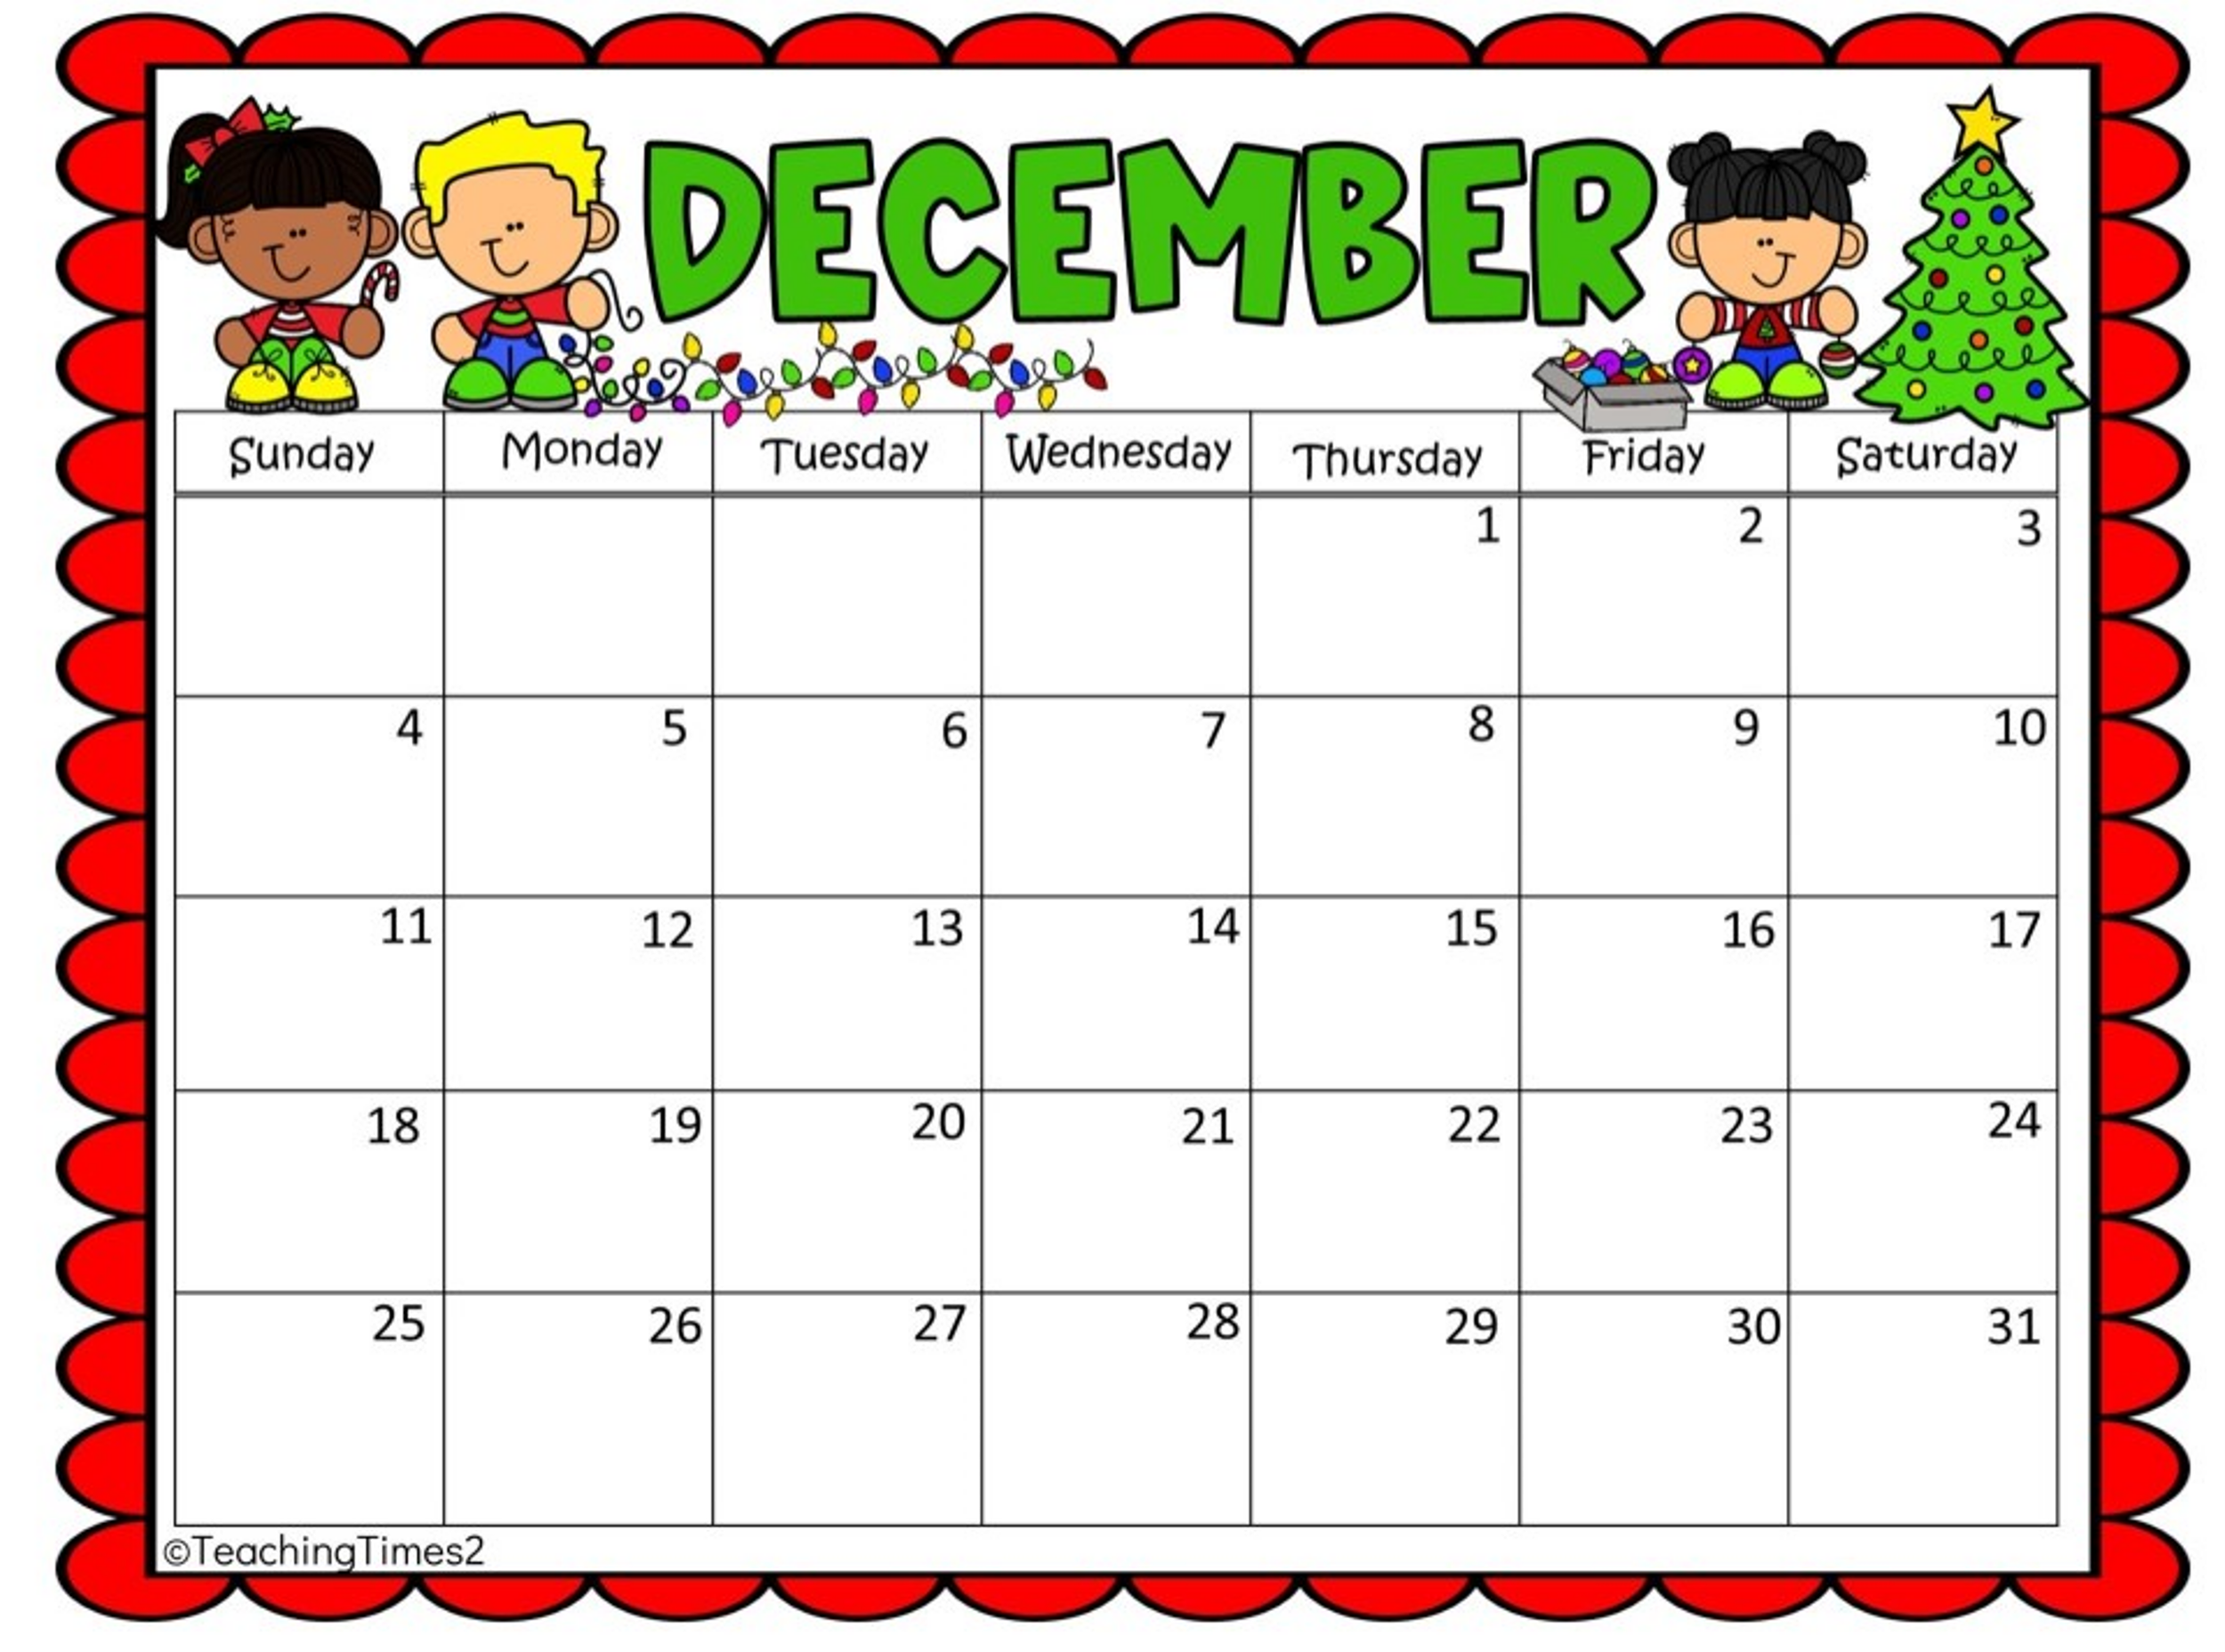 DECEMBER
Sunday Monday Tuesday Wednesday Thursday Friday Saturday
1 2 3
4 5 6 7 8 9 10
11 12 13 14 15 16 17
18 19 20 21 22 23 24
25 26 27 28 29 30 31
©TeachingTimes2